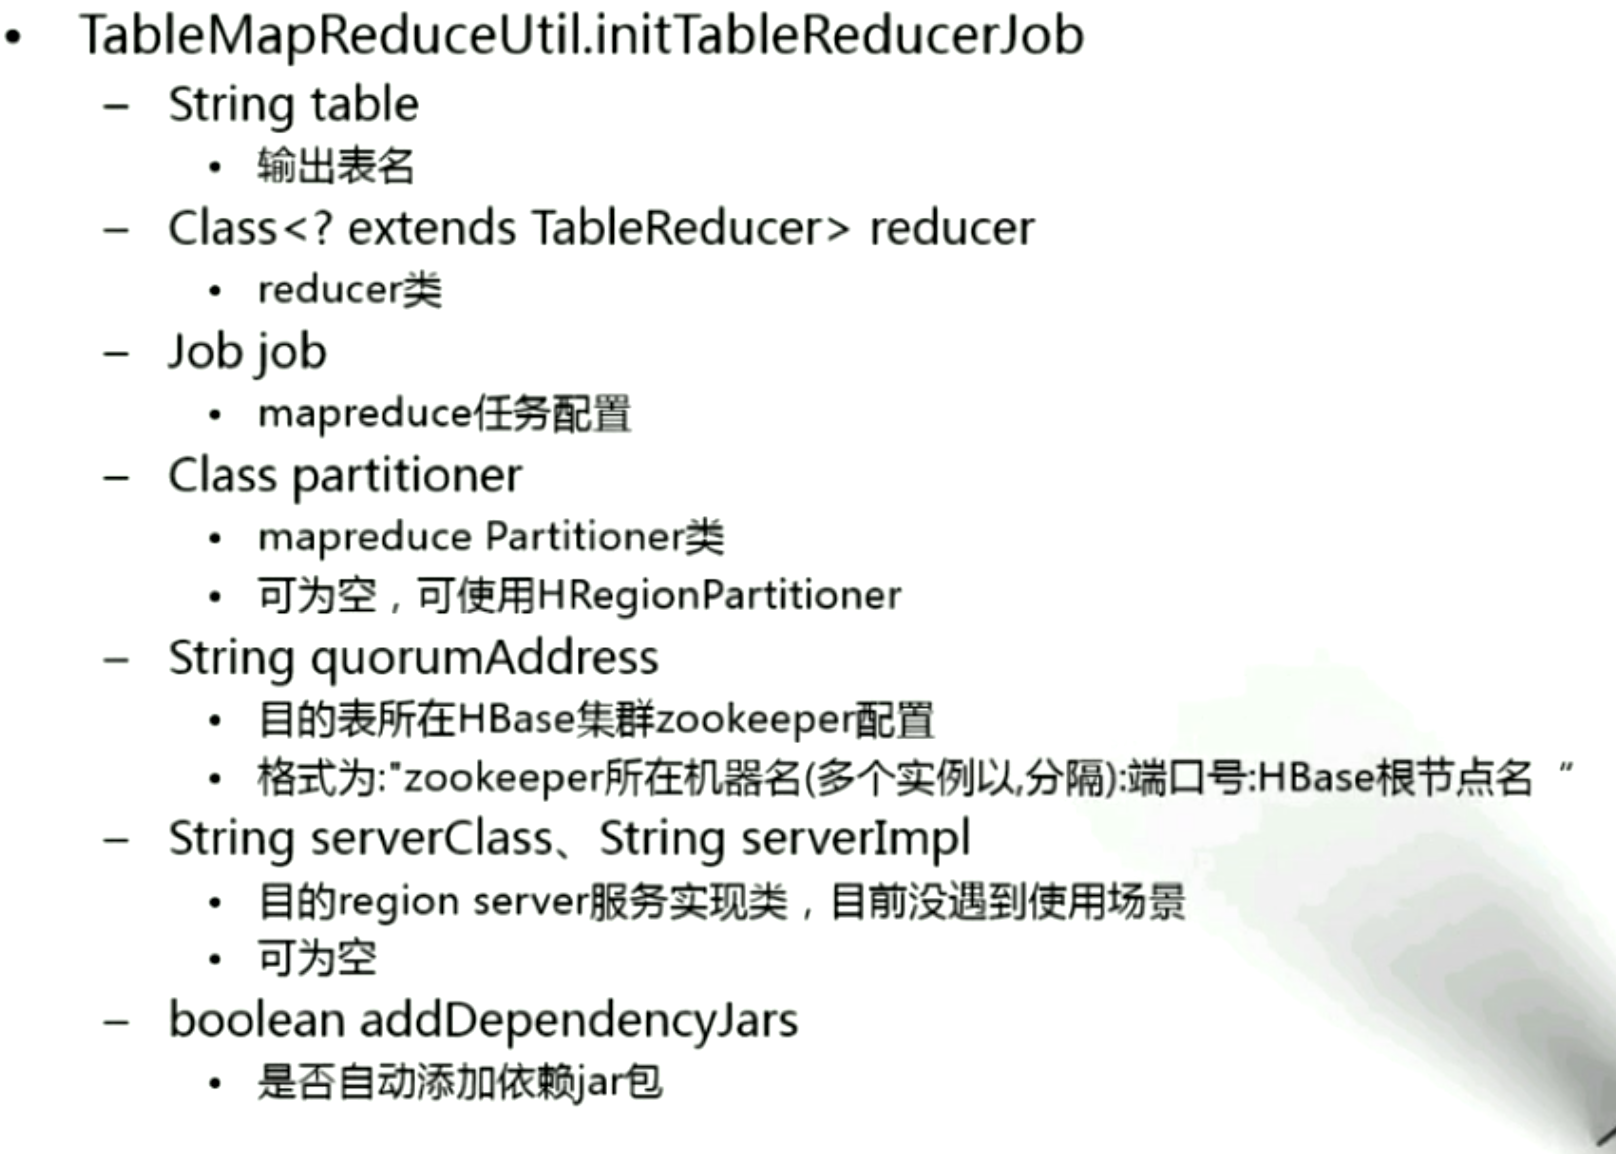 • TableMapReduceUtil.initTableReducerJob
– String table
• 输出表名
– Class<? extends TableReducer> reducer
• reducer类
– Job job
• mapreduce任务配置
– Class partitioner
• mapreduce Partitioner类
• 可为空，可使用HRegionPartitioner
– String quorumAddress
• 目的表所在HBase集群zookeeper配置
• 格式为:"zookeeper所在机器名(多个实例以,分隔):端口号:HBase根节点名 “
– String serverClass、String serverImpl
• 目的region server服务实现类，目前没遇到使用场景
• 可为空
– boolean addDependencyJars
• 是否自动添加依赖jar包